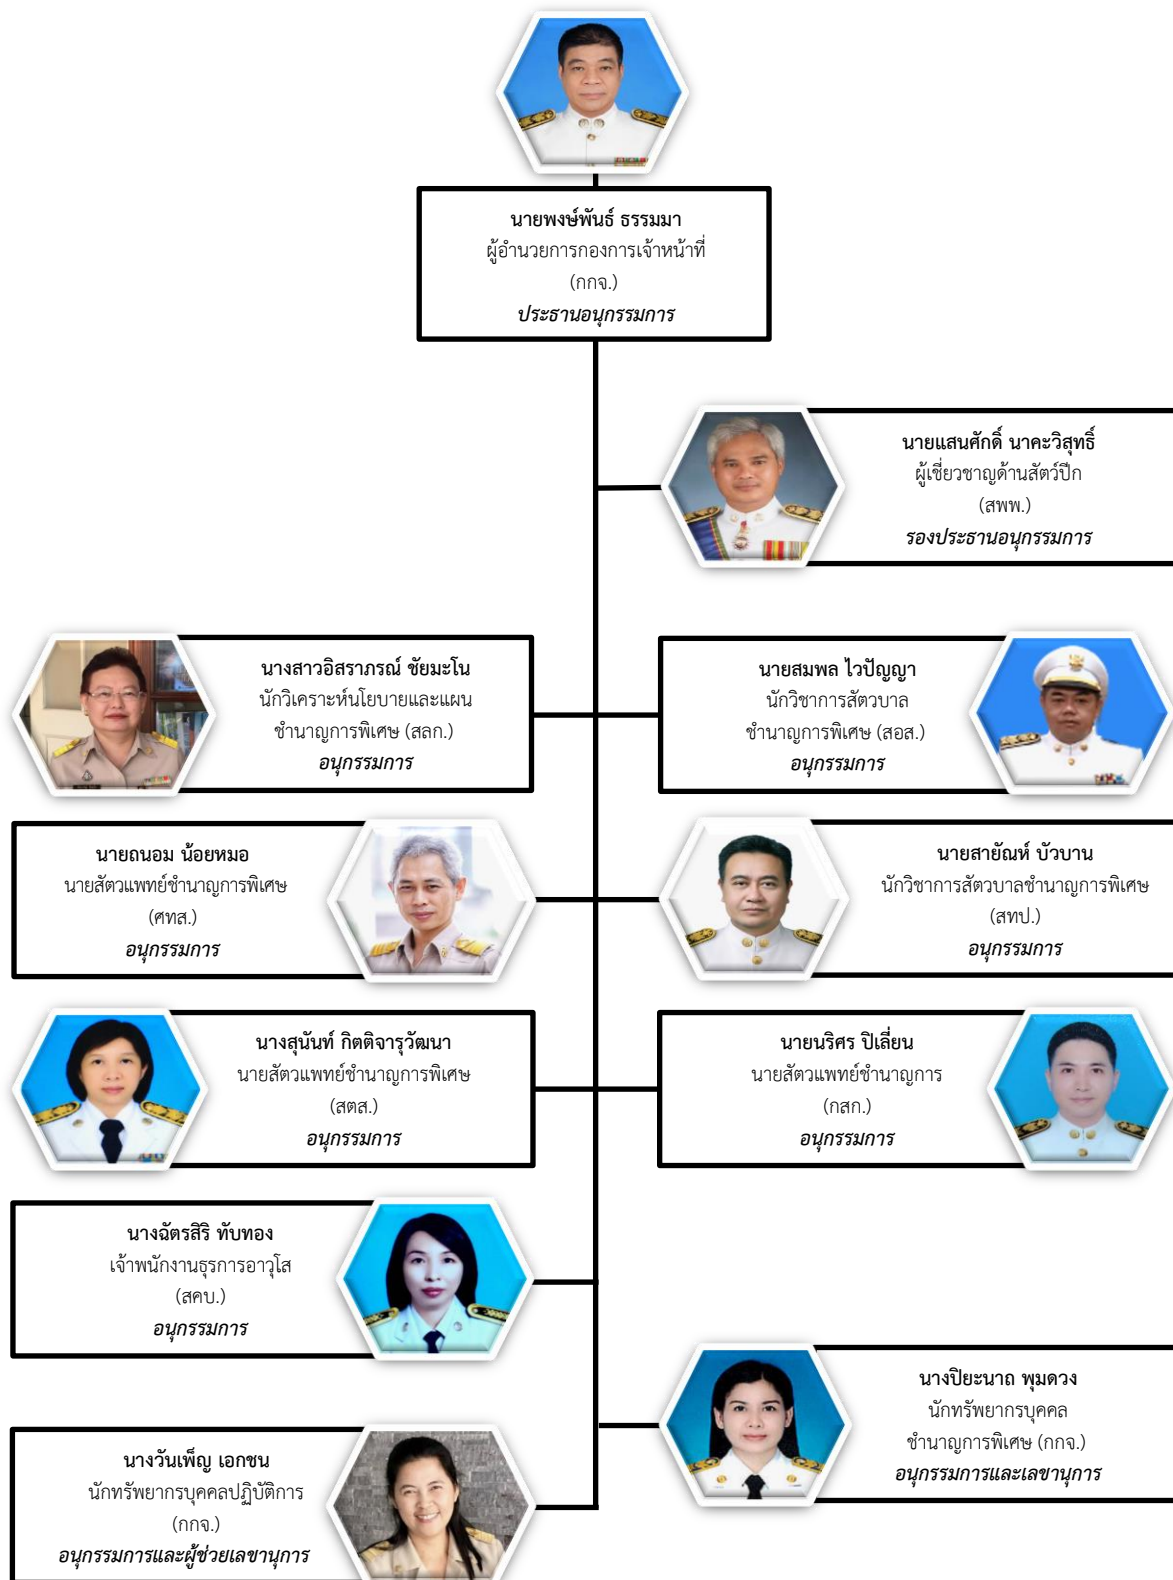 นายพงษ์พันธ์ ธรรมมา
ผู้อำนวยการกองการเจ้าหน้าที่
(กกจ.)
ประธานอนุกรรมการ
นายแสนศักดิ์ นาคะวิสุทธิ์
ผู้เชี่ยวชาญด้านสัตว์ปีก
(สพพ.)
รองประธานอนุกรรมการ
นางสาวอิสราภรณ์ ชัยมะโน
นักวิเคราะห์นโยบายและแผน
ชำนาญการพิเศษ (สลก.)
อนุกรรมการ
นายสมพล ไวปัญญา
นักวิชาการสัตวบาล
ชำนาญการพิเศษ (สอส.)
อนุกรรมการ
นายถนอม น้อยหมอ
นายสัตวแพทย์ชำนาญการพิเศษ
(ศทส.)
อนุกรรมการ
นายสายัณห์ บัวบาน
นักวิชาการสัตวบาลชำนาญการพิเศษ
(สทป.)
อนุกรรมการ
นางสุนันท์ กิตติจารุวัฒนา
นายสัตวแพทย์ชำนาญการพิเศษ
(สตส.)
อนุกรรมการ
นายนริศร ปิเลี่ยน
นายสัตวแพทย์ชำนาญการ
(กสก.)
อนุกรรมการ
นางฉัตรสิริ ทับทอง
เจ้าพนักงานธุรการอาวุโส
(สคบ.)
อนุกรรมการ
นางปิยะนาถ พุมดวง
นักทรัพยากรบุคคล
ชำนาญการพิเศษ (กกจ.)
อนุกรรมการและเลขานุการ
นางวันเพ็ญ เอกชน
นักทรัพยากรบุคคลปฏิบัติการ
(กกจ.)
อนุกรรมการและผู้ช่วยเลขานุการ